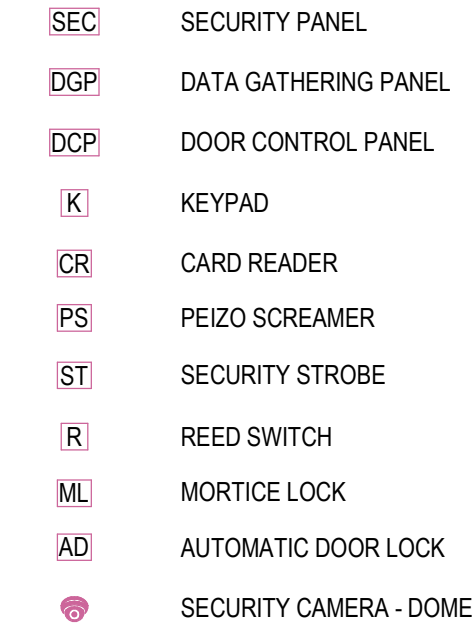 SEC SECURITY PANEL
DGP DATA GATHERING PANEL
DCP DOOR CONTROL PANEL
K KEYPAD
CR CARD READER
PS PEIZO SCREAMER
ST SECURITY STROBE
R REED SWITCH
ML MORTICE LOCK
AD AUTOMATIC DOOR LOCK
SECURITY CAMERA - DOME